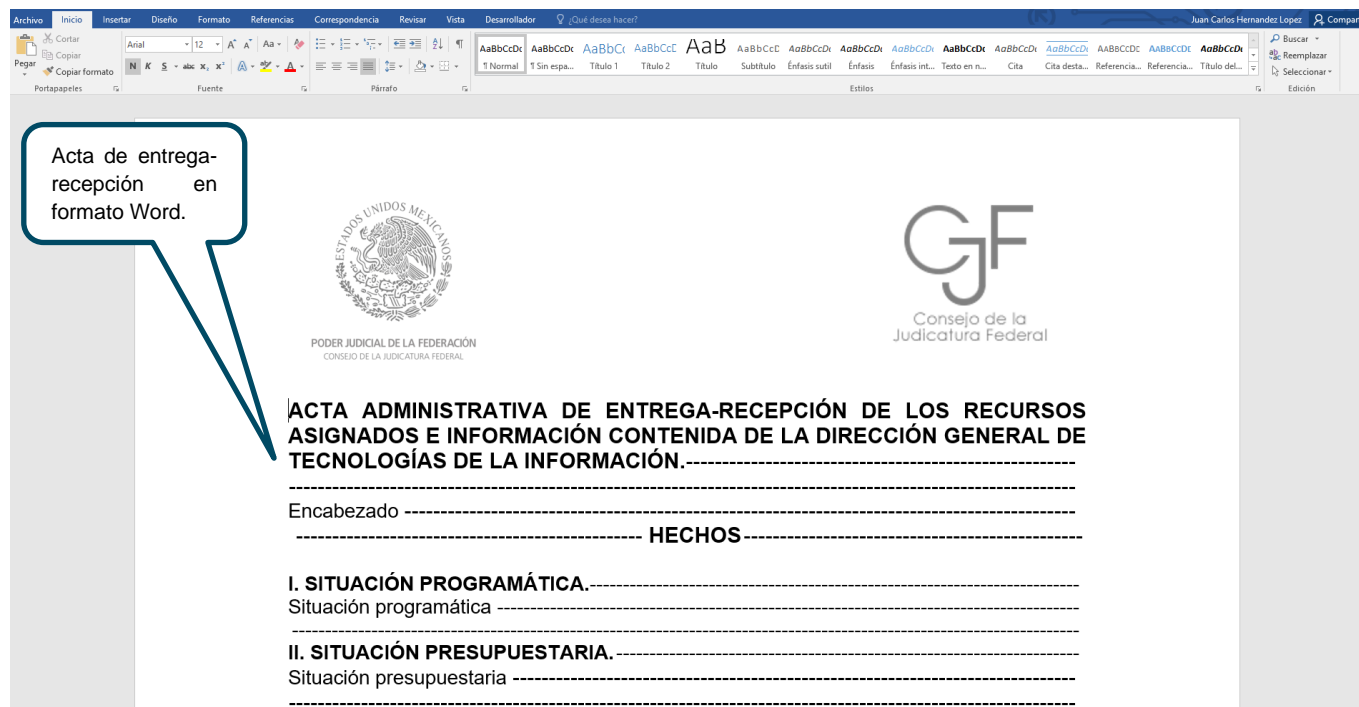 Archivo Inicio Insertar Diseño Formato Referencias Correspondencia Revisar Vista Desarrollador ¿Qué desea hacer? Juan Carlos Hernandez Lopez Compar
Cortar
Copiar
Pegar
Copiar formato
Portapapeles
Arial 12 A A Aa
N K S abc x, x² A A
Fuente
Párrafo
AaBbCcDc AaBbCcDc AaBbCc AaBbCcC AaB AaBbCcC AaBbCcDc AaBbCcDc AaBbCcDc AaBbCcDc AaBbCcDc AaBbCcDc AABBCCDC AABBCCDC AaBbCcDc
¶ Normal ¶ Sin espa... Título 1 Título 2 Título Subtítulo Énfasis sutil Énfasis Énfasis int... Texto en n... Cita Cita desta... Referencia... Referencia... Título del...
Estilos
Buscar
Reemplazar
Seleccionar
Edición
Acta de entrega-
recepción en
formato Word.
ESTADOS UNIDOS MEXICANOS
PODER JUDICIAL DE LA FEDERACIÓN
CONSEJO DE LA JUDICATURA FEDERAL
CJF
Consejo de la
Judicatura Federal
ACTA ADMINISTRATIVA DE ENTREGA-RECEPCIÓN DE LOS RECURSOS
ASIGNADOS E INFORMACIÓN CONTENIDA DE LA DIRECCIÓN GENERAL DE
TECNOLOGÍAS DE LA INFORMACIÓN.------------------------------------------------------
---------------------------------------------------------------------------------------------
Encabezado -----------------------------------------------------------------------------
------------------------------------------------ HECHOS-----------------------------------------------
I. SITUACIÓN PROGRAMÁTICA.-----------------------------------------------------------
Situación programática ---------------------------------------------------------------------
---------------------------------------------------------------------------------------------
II. SITUACIÓN PRESUPUESTARIA.-------------------------------------------------------
Situación presupuestaria ------------------------------------------------------------------
---------------------------------------------------------------------------------------------